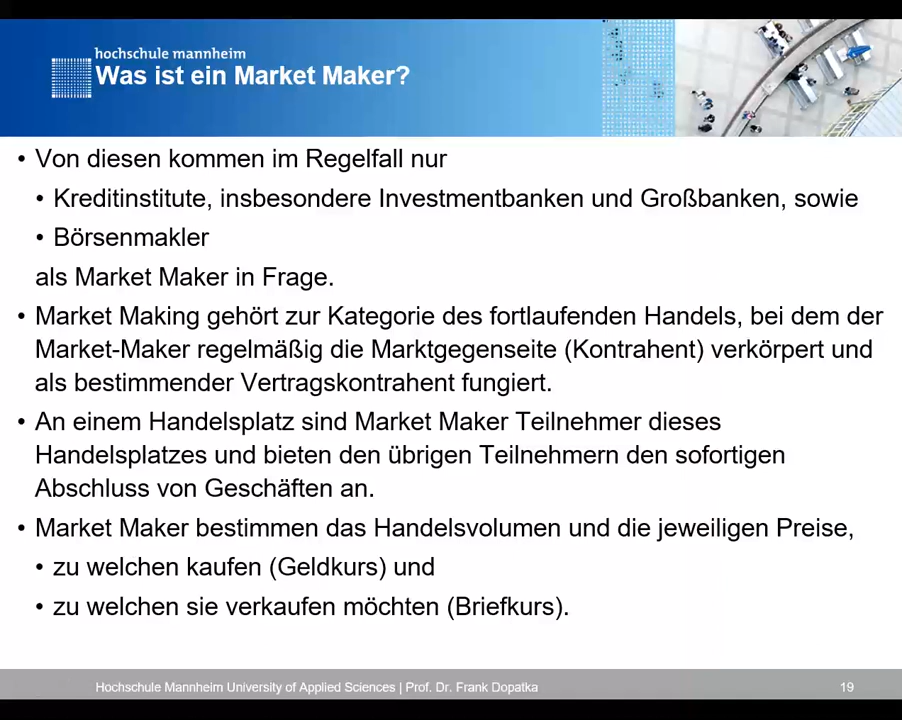 hochschule mannheim
Was ist ein Market Maker?
• Von diesen kommen im Regelfall nur
• Kreditinstitute, insbesondere Investmentbanken und Großbanken, sowie
• Börsenmakler
als Market Maker in Frage.
• Market Making gehört zur Kategorie des fortlaufenden Handels, bei dem der
Market-Maker regelmäßig die Marktgegenseite (Kontrahent) verkörpert und
als bestimmender Vertragskontrahent fungiert.
• An einem Handelsplatz sind Market Maker Teilnehmer dieses
Handelsplatzes und bieten den übrigen Teilnehmern den sofortigen
Abschluss von Geschäften an.
• Market Maker bestimmen das Handelsvolumen und die jeweiligen Preise,
• zu welchen kaufen (Geldkurs) und
• zu welchen sie verkaufen möchten (Briefkurs).
Hochschule Mannheim University of Applied Sciences | Prof. Dr. Frank Dopatka
19